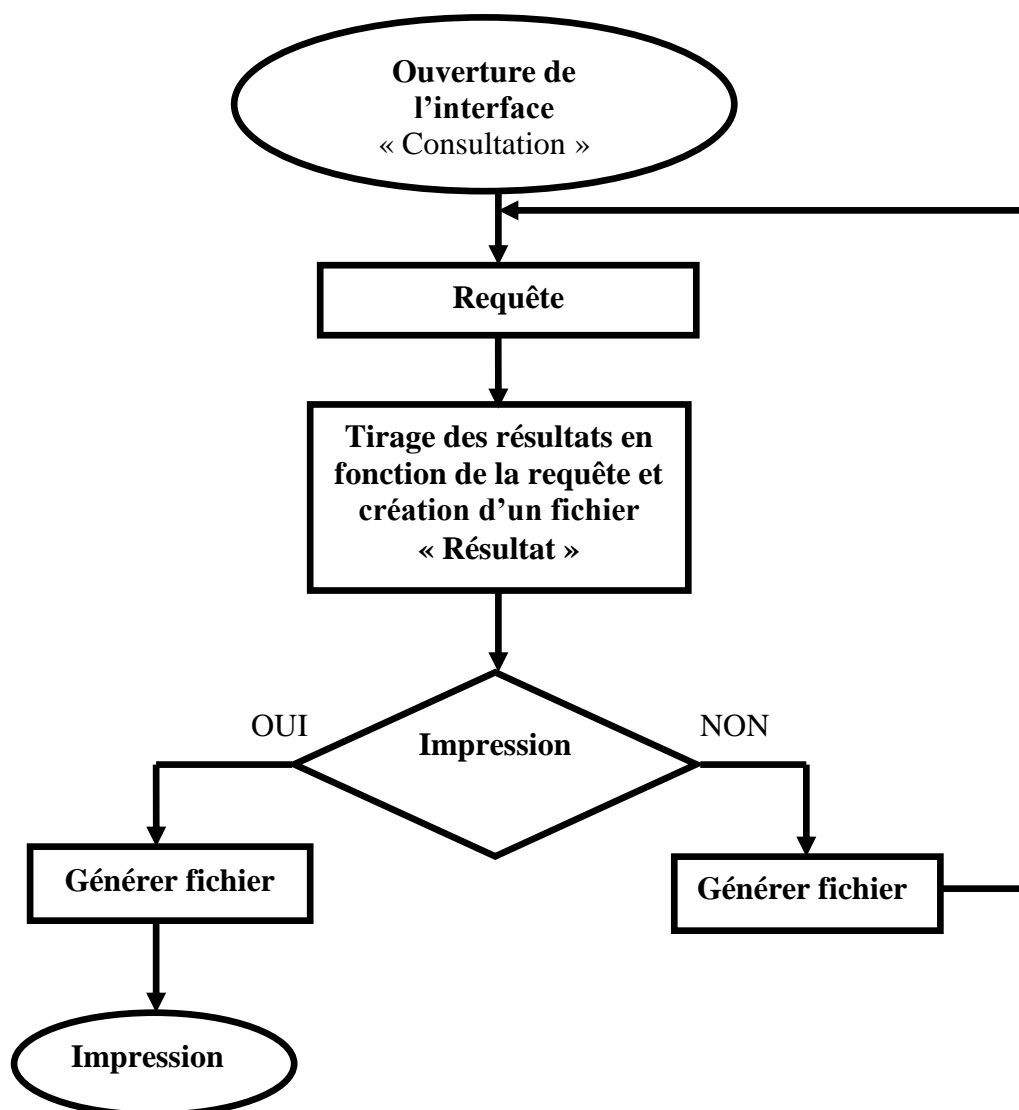 Ouverture de
l’interface
« Consultation »
Requête
Tirage des résultats en
fonction de la requête et
création d’un fichier
« Résultat »
OUI
Impression
NON
Générer fichier
Générer fichier
Impression